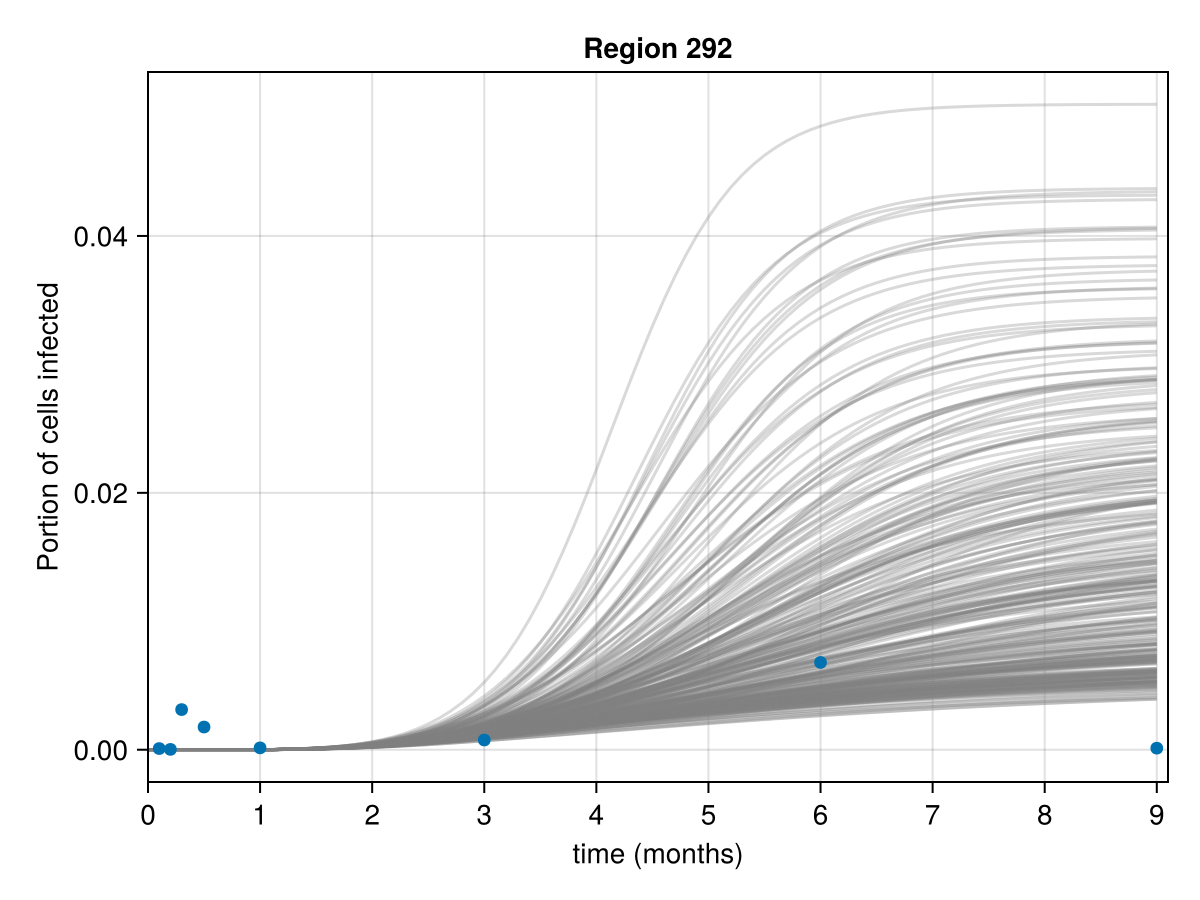 Region 292
Portion of cells infected
0.04
0.02
0.00
0 1 2 3 4 5 6 7 8 9
time (months)